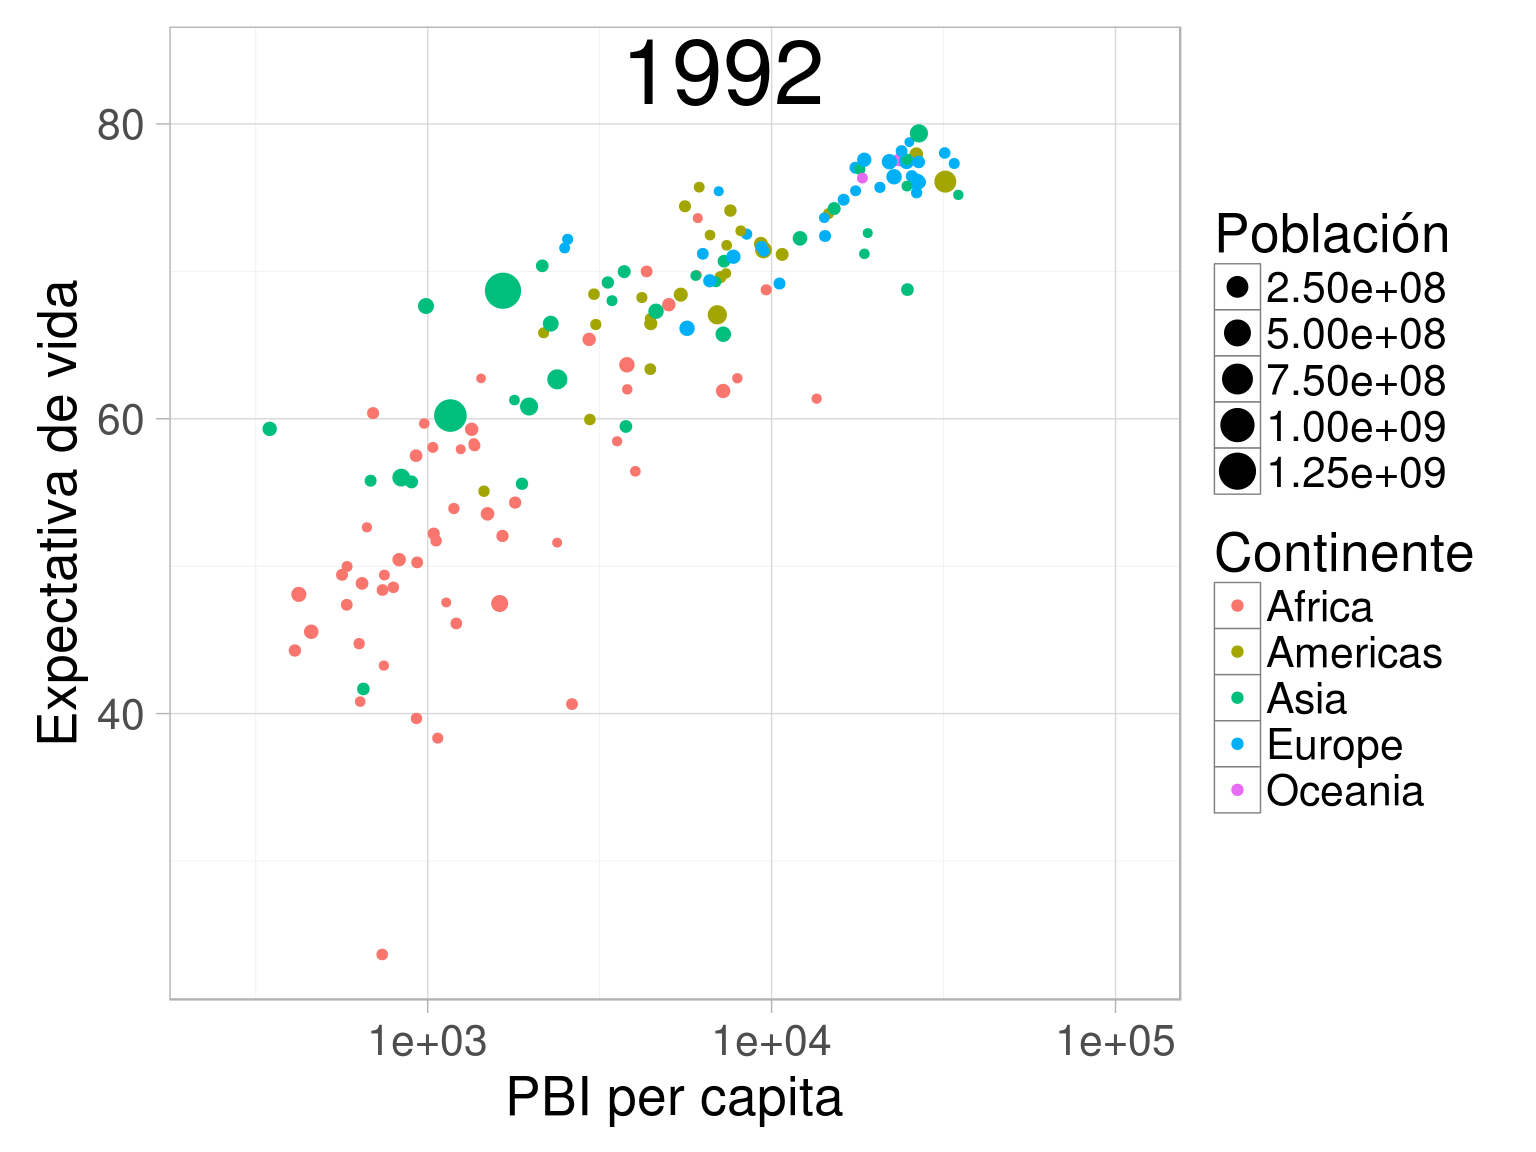 1992
80
60
40
Expectativa de vida
1e+03
1e+04
1e+05
PBI per capita
Población
2.50e+08
5.00e+08
7.50e+08
1.00e+09
1.25e+09
Continente
Africa
Americas
Asia
Europe
Oceania